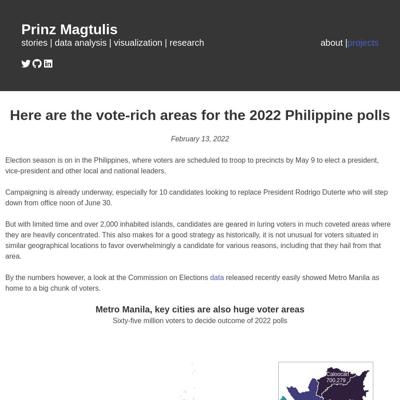 Prinz Magtulis
stories | data analysis | visualization | research
about |projects
Here are the vote-rich areas for the 2022 Philippine polls
February 13, 2022
Election season is on in the Philippines, where voters are scheduled to troop to precincts by May 9 to elect a president,
vice-president and other local and national leaders.
Campaigning is already underway, especially for 10 candidates looking to replace President Rodrigo Duterte who will step
down from office noon of June 30.
But with limited time and over 2,000 inhabited islands, candidates are geared in luring voters in much coveted areas where
they are heavily concentrated. This also makes for a good strategy as historically, it is not unusual for voters situated in
similar geographical locations to favor overwhelmingly a candidate for various reasons, including that they hail from that
area.
By the numbers however, a look at the Commission on Elections data released recently easily showed Metro Manila as
home to a big chunk of voters.
Metro Manila, key cities are also huge voter areas
Sixty-five million voters to decide outcome of 2022 polls
Caloocan
700,279